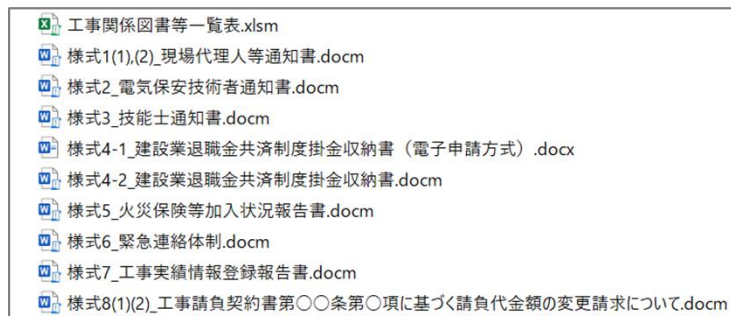 工事関係図書等一覧表.xlsm
様式1(1),(2)_現場代理人等通知書.docm
様式2_電気保安技術者通知書.docm
様式3_技能士通知書.docm
様式4-1_建設業退職金共済制度掛金収納書（電子申請方式）.docx
様式4-2_建設業退職金共済制度掛金収納書.docm
様式5_火災保険等加入状況報告書.docm
様式6_緊急連絡体制.docm
様式7_工事実績情報登録報告書.docm
様式8(1)(2)_工事請負契約書第〇〇条第〇項に基づく請負代金額の変更請求について.docm